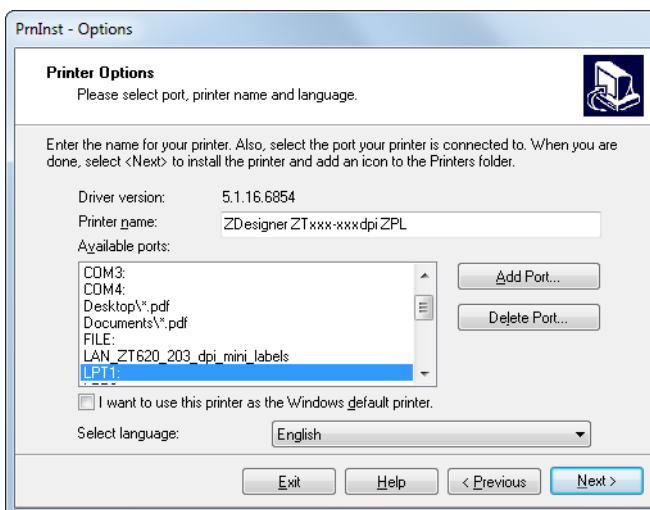 PrnInst - Options
Printer Options
Please select port, printer name and language.
Enter the name for your printer. Also, select the port your printer is connected to. When you are
done, select <Next> to install the printer and add an icon to the Printers folder.
Driver version: 5.1.16.6854
Printer name: ZDesigner ZTxxx-xxxdpi ZPL
Available ports:
COM3:
COM4:
Desktop\*.pdf
Documents\*.pdf
FILE:
LAN_ZT620_203_dpi_mini_labels
LPT1:
Add Port...
Delete Port...
I want to use this printer as the Windows default printer.
Select language: English
Exit Help < Previous Next >